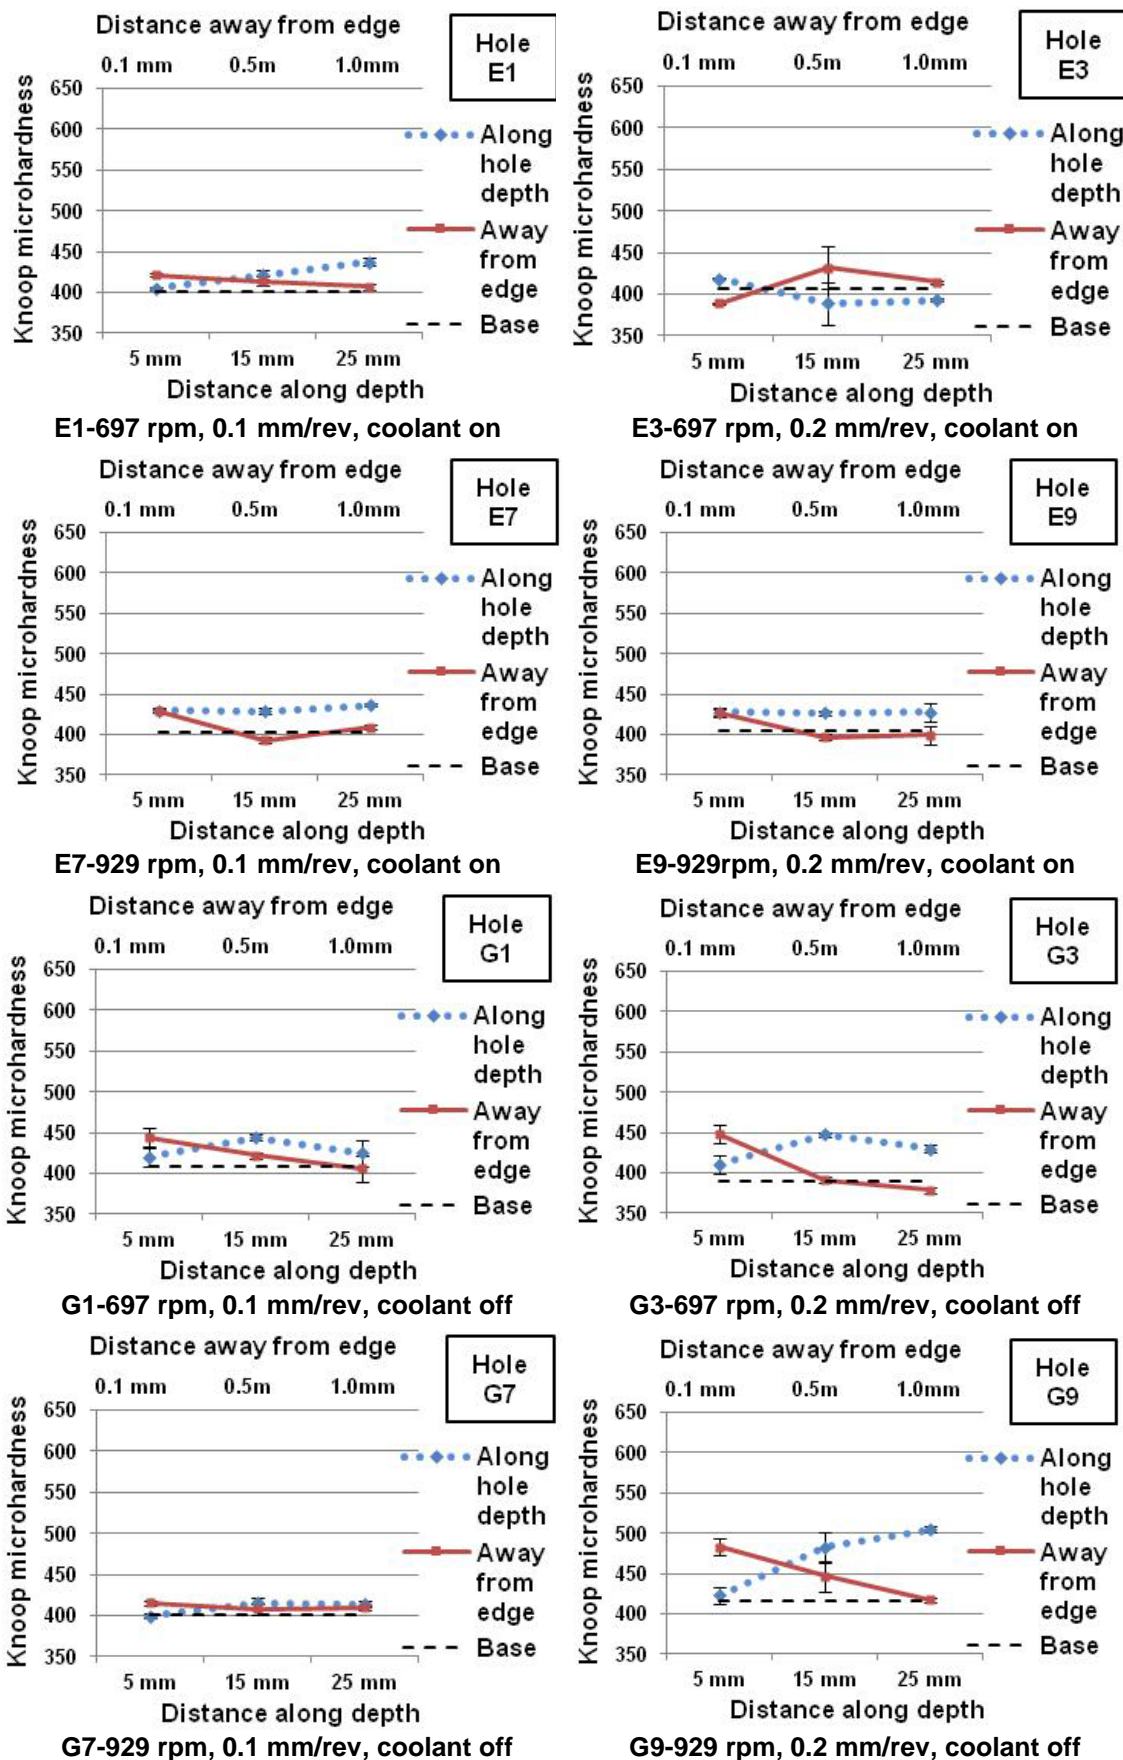 Distance away from edge
Hole
E1
0.1 mm 0.5m 1.0mm
Knoop microhardness
650
600
550
500
450
400
350
Along
hole
depth
Away
from
edge
Base
5 mm 15 mm 25 mm
Distance along depth
E1-697 rpm, 0.1 mm/rev, coolant on
Distance away from edge
Hole
E3
0.1 mm 0.5m 1.0mm
Knoop microhardness
650
600
550
500
450
400
350
Along
hole
depth
Away
from
edge
Base
5 mm 15 mm 25 mm
Distance along depth
E3-697 rpm, 0.2 mm/rev, coolant on
Distance away from edge
Hole
E7
0.1 mm 0.5m 1.0mm
Knoop microhardness
650
600
550
500
450
400
350
Along
hole
depth
Away
from
edge
Base
5 mm 15 mm 25 mm
Distance along depth
E7-929 rpm, 0.1 mm/rev, coolant on
Distance away from edge
Hole
E9
0.1 mm 0.5m 1.0mm
Knoop microhardness
650
600
550
500
450
400
350
Along
hole
depth
Away
from
edge
Base
5 mm 15 mm 25 mm
Distance along depth
E9-929rpm, 0.2 mm/rev, coolant on
Distance away from edge
Hole
G1
0.1 mm 0.5m 1.0mm
Knoop microhardness
650
600
550
500
450
400
350
Along
hole
depth
Away
from
edge
Base
5 mm 15 mm 25 mm
Distance along depth
G1-697 rpm, 0.1 mm/rev, coolant off
Distance away from edge
Hole
G3
0.1 mm 0.5m 1.0mm
Knoop microhardness
650
600
550
500
450
400
350
Along
hole
depth
Away
from
edge
Base
5 mm 15 mm 25 mm
Distance along depth
G3-697 rpm, 0.2 mm/rev, coolant off
Distance away from edge
Hole
G7
0.1 mm 0.5m 1.0mm
Knoop microhardness
650
600
550
500
450
400
350
Along
hole
depth
Away
from
edge
Base
5 mm 15 mm 25 mm
Distance along depth
G7-929 rpm, 0.1 mm/rev, coolant off
Distance away from edge
Hole
G9
0.1 mm 0.5m 1.0mm
Knoop microhardness
650
600
550
500
450
400
350
Along
hole
depth
Away
from
edge
Base
5 mm 15 mm 25 mm
Distance along depth
G9-929 rpm, 0.2 mm/rev, coolant off